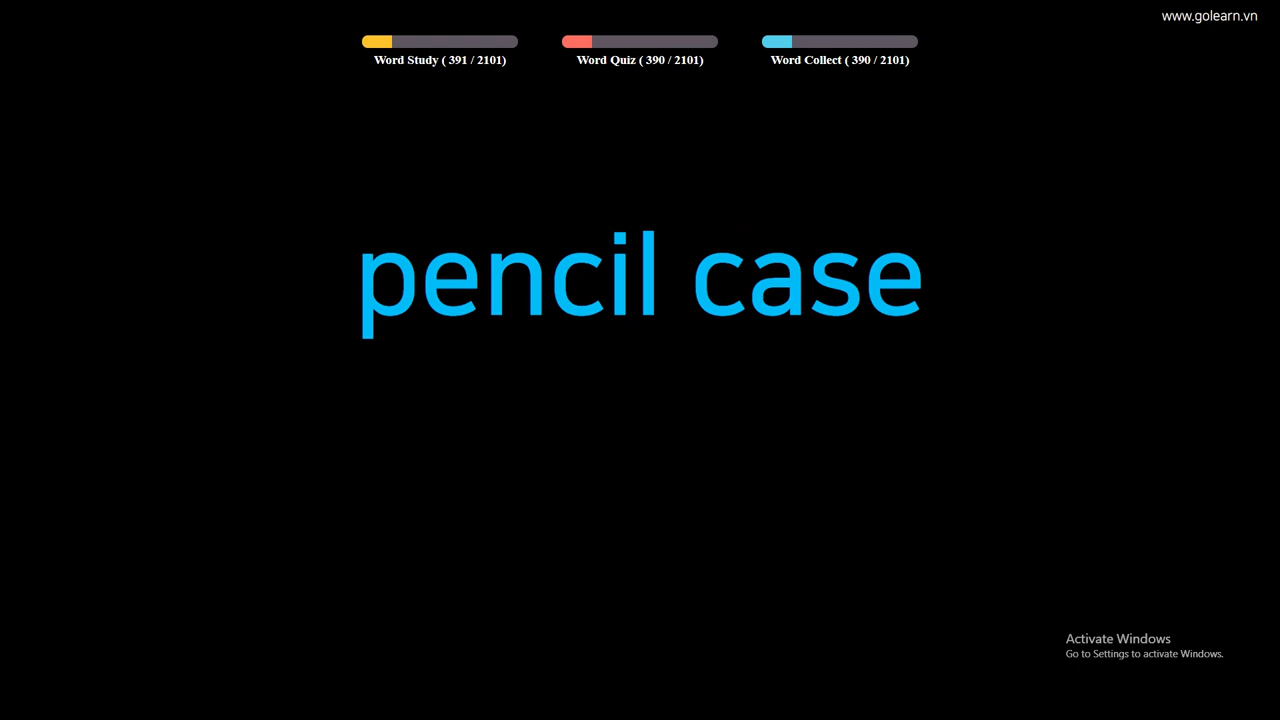 www.golearn.vn
Word Study ( 391 / 2101) Word Quiz ( 390 / 2101) Word Collect ( 390 / 2101)
pencil case
Activate Windows
Go to Settings to activate Windows.